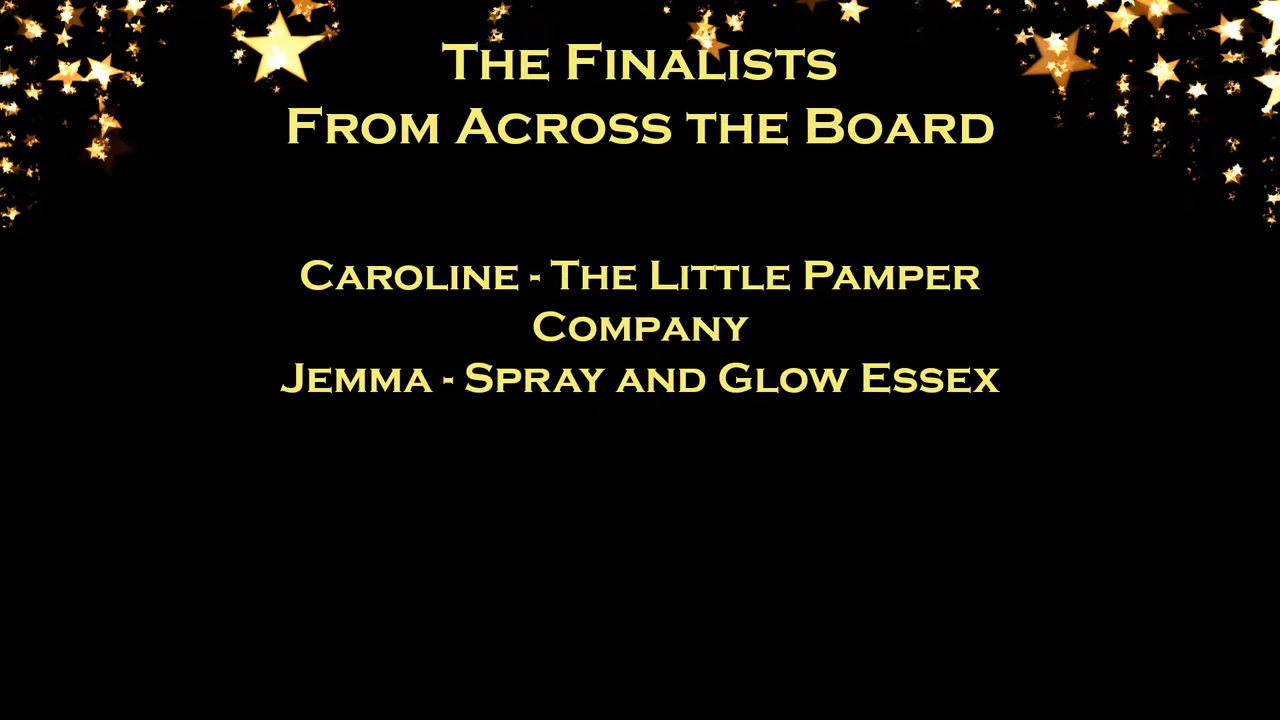 The Finalists
From Across the Board
Caroline - The Little Pamper
Company
Jemma - Spray and Glow Essex